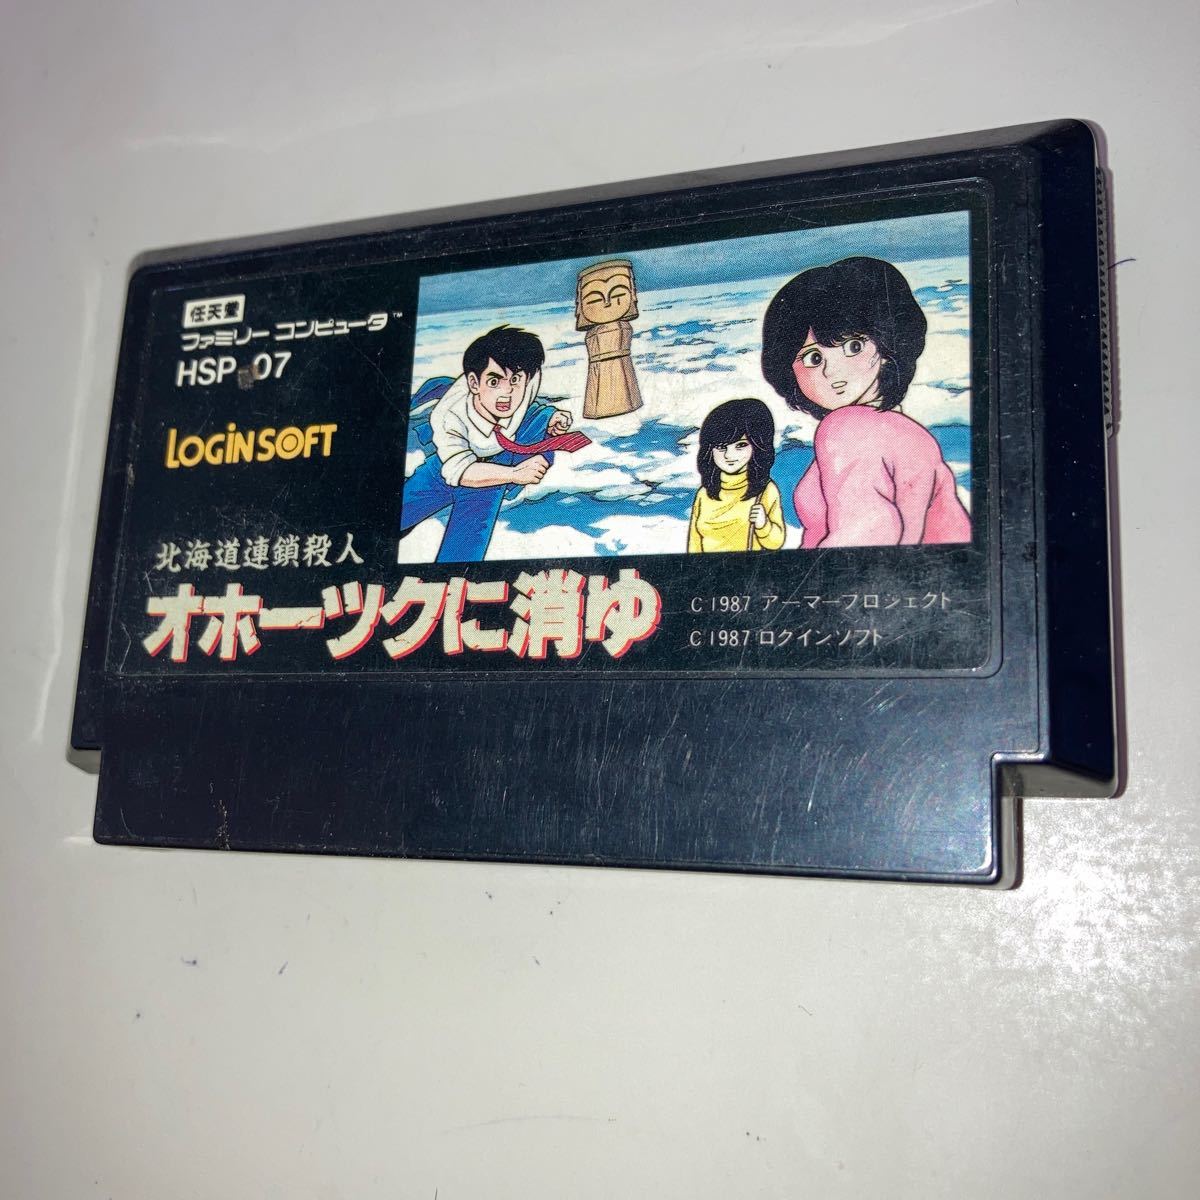 任天堂
ファミリーコンピュータ™
HSP 07
LOGiNSOFT
北海道連鎖殺人
オホーツクに消ゆ
C 1987 アーマープロジェクト
C 1987 ログインソフト